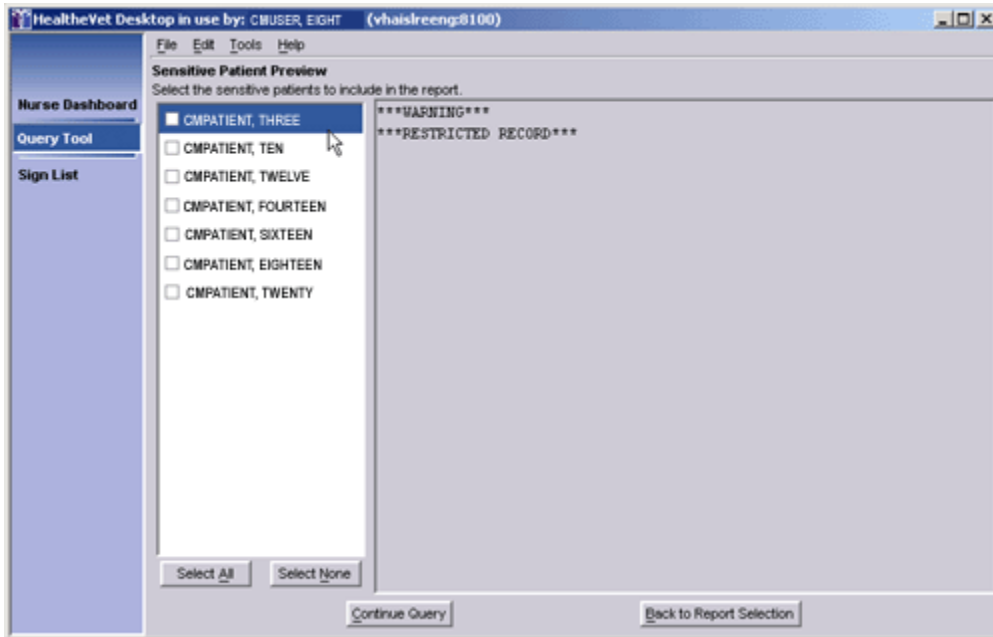 HealtheVet Desktop in use by: CMUSER, EIGHT (vhaislreeng:8100)
File Edit Tools Help
Sensitive Patient Preview
Select the sensitive patients to include in the report.
Nurse Dashboard
Query Tool
Sign List
CMPATIENT, THREE
CMPATIENT, TEN
CMPATIENT, TWELVE
CMPATIENT, FOURTEEN
CMPATIENT, SIXTEEN
CMPATIENT, EIGHTEEN
CMPATIENT, TWENTY
***WARNING***
***RESTRICTED RECORD***
Select All Select None
Continue Query Back to Report Selection